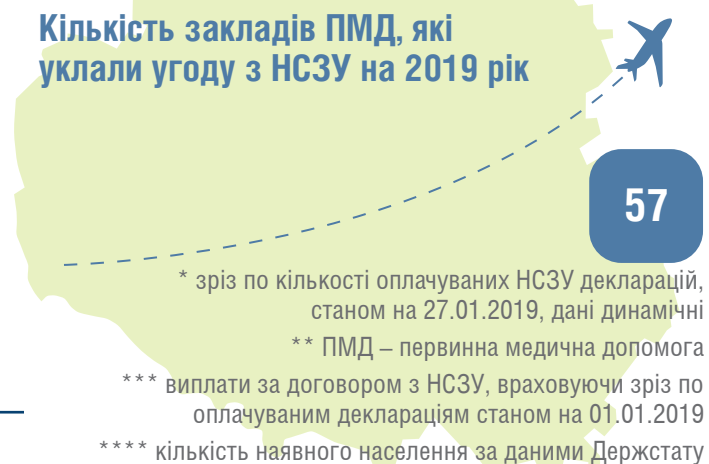 Кількість закладів ПМД, які
уклали угоду з НСЗУ на 2019 рік
57
* зріз по кількості оплачуваних НСЗУ декларацій,
станом на 27.01.2019, дані динамічні
** ПМД – первинна медична допомога
*** виплати за договором з НСЗУ, враховуючи зріз по
оплачуваним деклараціям станом на 01.01.2019
**** кількість наявного населення за даними Держстату